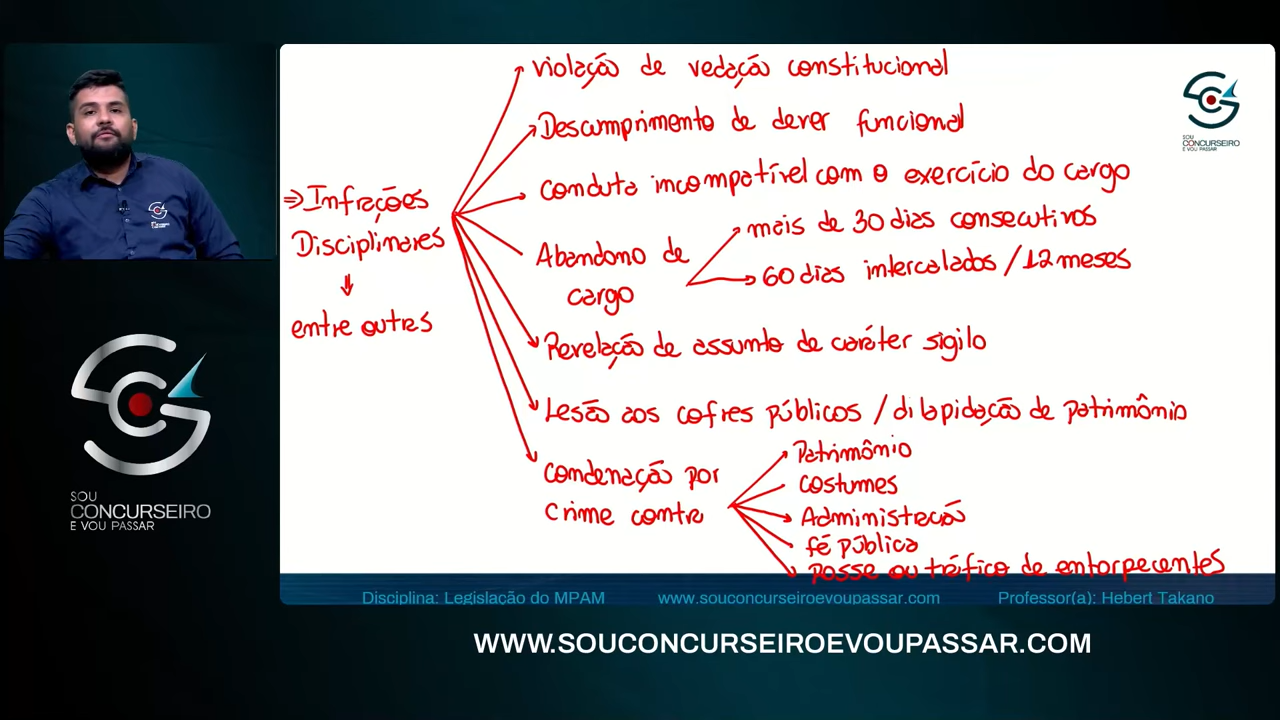 violação de vedação constitucional
Descumprimento de dever funcional
Conduta incompatível com o exercício do cargo
⇒ Infrações
Disciplinares
entre outras
Abandono de
cargo
mais de 30 dias consecutivos
60 dias intercalados / 12 meses
Revelação de assunto de caráter sigilo
Lesão aos cofres públicos / dilapidação de patrimônio
Condenação por
crime contra
Patrimônio
costumes
Administração
fé pública
posse ou tráfico de entorpecentes
SOU
CONCURSEIRO
E VOU PASSAR
SOU
CONCURSEIRO
E VOU PASSAR
Disciplina: Legislação do MPAM www.souconcurseiroevoupassar.com Professor(a): Hebert Takano
WWW.SOUCONCURSEIROEVOUPASSAR.COM